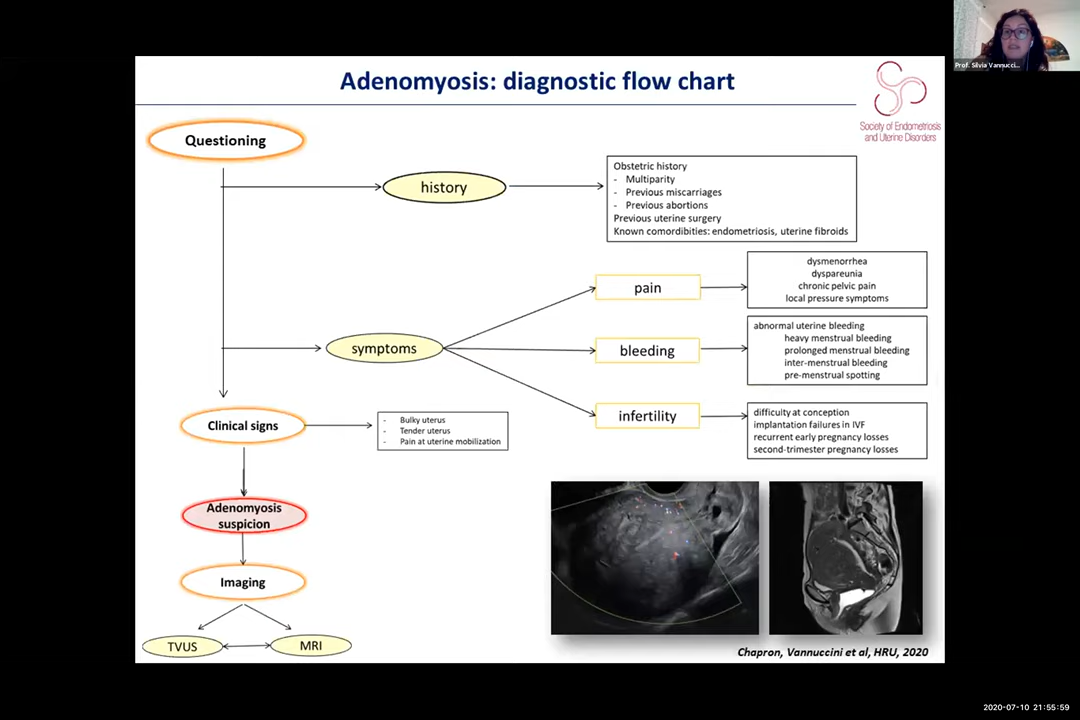 Prof. Silvia Vannucci...
Adenomyosis: diagnostic flow chart
Society of Endometriosis
and Uterine Disorders
Questioning
history
Obstetric history
- Multiparity
- Previous miscarriages
- Previous abortions
Previous uterine surgery
Known comordibities: endometriosis, uterine fibroids
symptoms
pain
dysmenorrhea
dyspareunia
chronic pelvic pain
local pressure symptoms
bleeding
abnormal uterine bleeding
heavy menstrual bleeding
prolonged menstrual bleeding
inter-menstrual bleeding
pre-menstrual spotting
infertility
difficulty at conception
implantation failures in IVF
recurrent early pregnancy losses
second-trimester pregnancy losses
Clinical signs
- Bulky uterus
- Tender uterus
- Pain at uterine mobilization
Adenomyosis
suspicion
Imaging
TVUS
MRI
Chapron, Vannuccini et al, HRU, 2020
2020-07-10 21:55:59